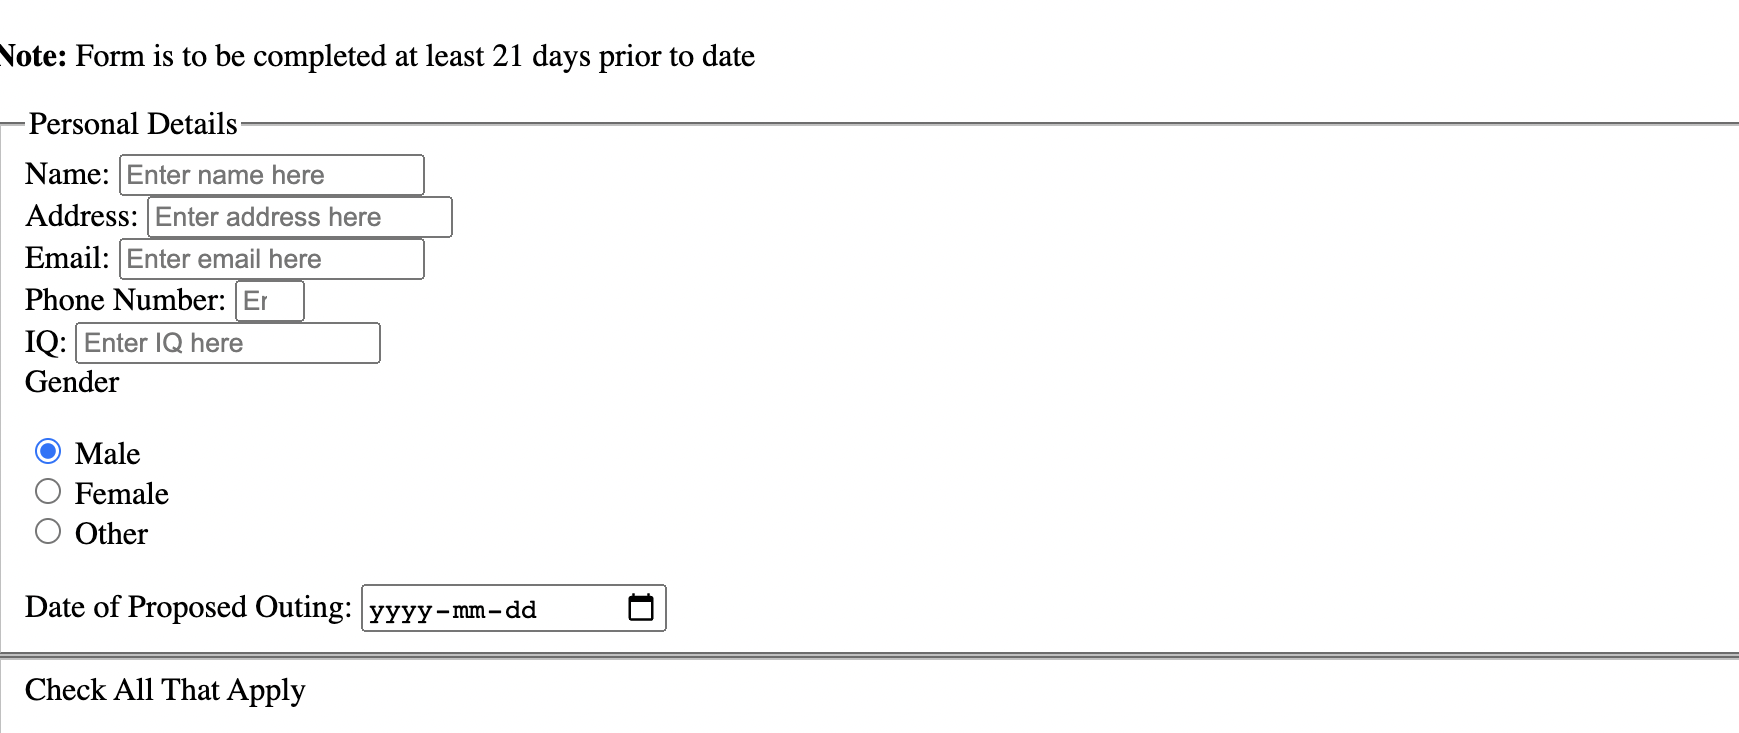 Note: Form is to be completed at least 21 days prior to date
Personal Details
Name: Enter name here
Address: Enter address here
Email: Enter email here
Phone Number: Er
IQ: Enter IQ here
Gender
Male
Female
Other
Date of Proposed Outing: yyyy-mm-dd
Check All That Apply